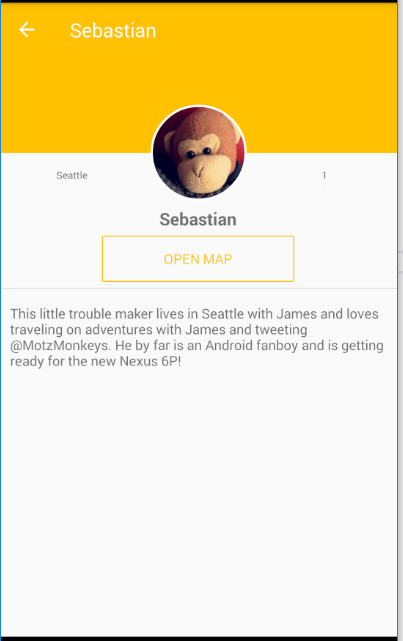 Sebastian
Seattle
1
Sebastian
OPEN MAP
This little trouble maker lives in Seattle with James and loves
traveling on adventures with James and tweeting
@MotzMonkeys. He by far is an Android fanboy and is getting
ready for the new Nexus 6P!